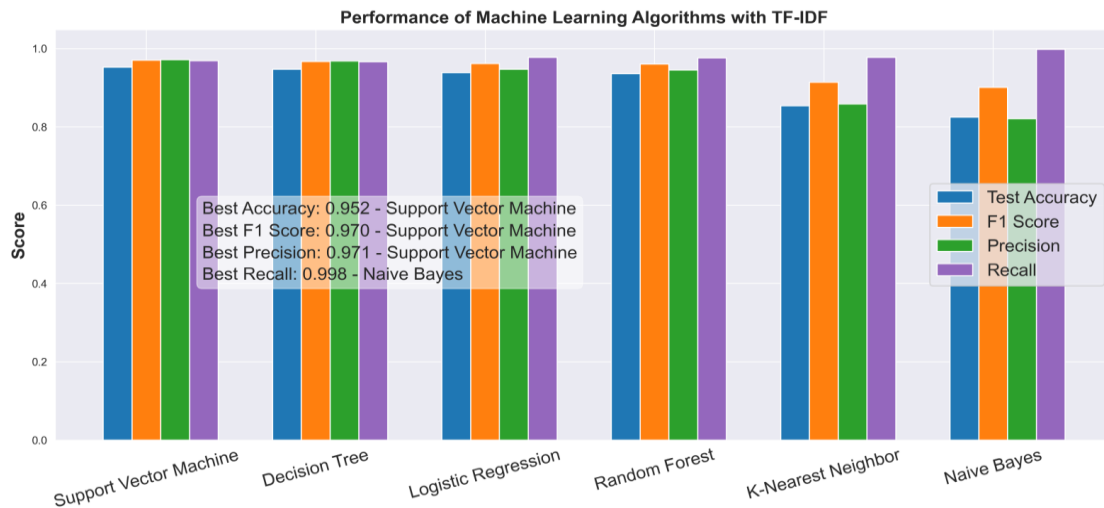 Performance of Machine Learning Algorithms with TF-IDF
Score
1.0
0.8
0.6
0.4
0.2
0.0
Best Accuracy: 0.952 - Support Vector Machine
Best F1 Score: 0.970 - Support Vector Machine
Best Precision: 0.971 - Support Vector Machine
Best Recall: 0.998 - Naive Bayes
Test Accuracy
F1 Score
Precision
Recall
Support Vector Machine
Decision Tree
Logistic Regression
Random Forest
K-Nearest Neighbor
Naive Bayes